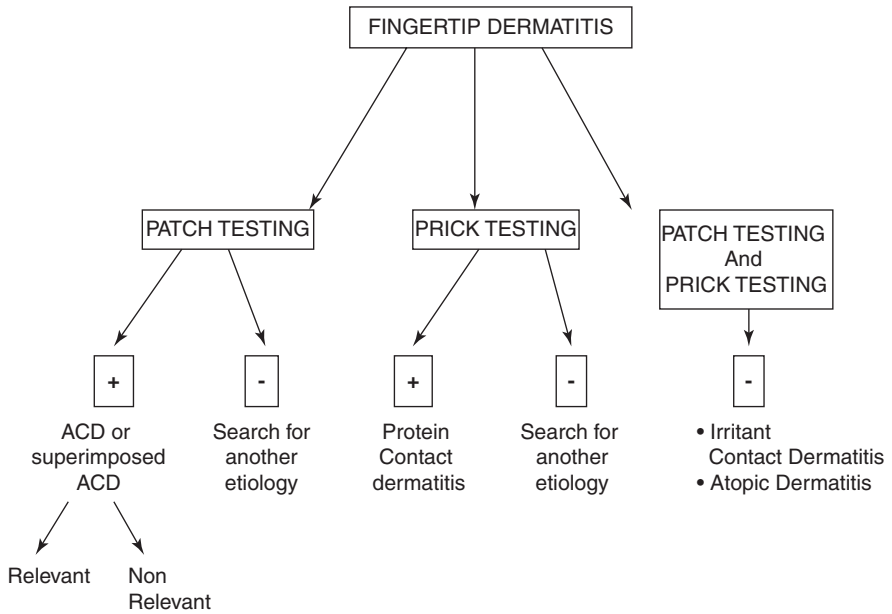 FINGERTIP DERMATITIS
PATCH TESTING
PRICK TESTING
PATCH TESTING
And
PRICK TESTING
+
-
+
-
-
ACD or
superimposed
ACD
Search for
another
etiology
Protein
Contact
dermatitis
Search for
another
etiology
• Irritant
Contact Dermatitis
• Atopic Dermatitis
Relevant
Non
Relevant